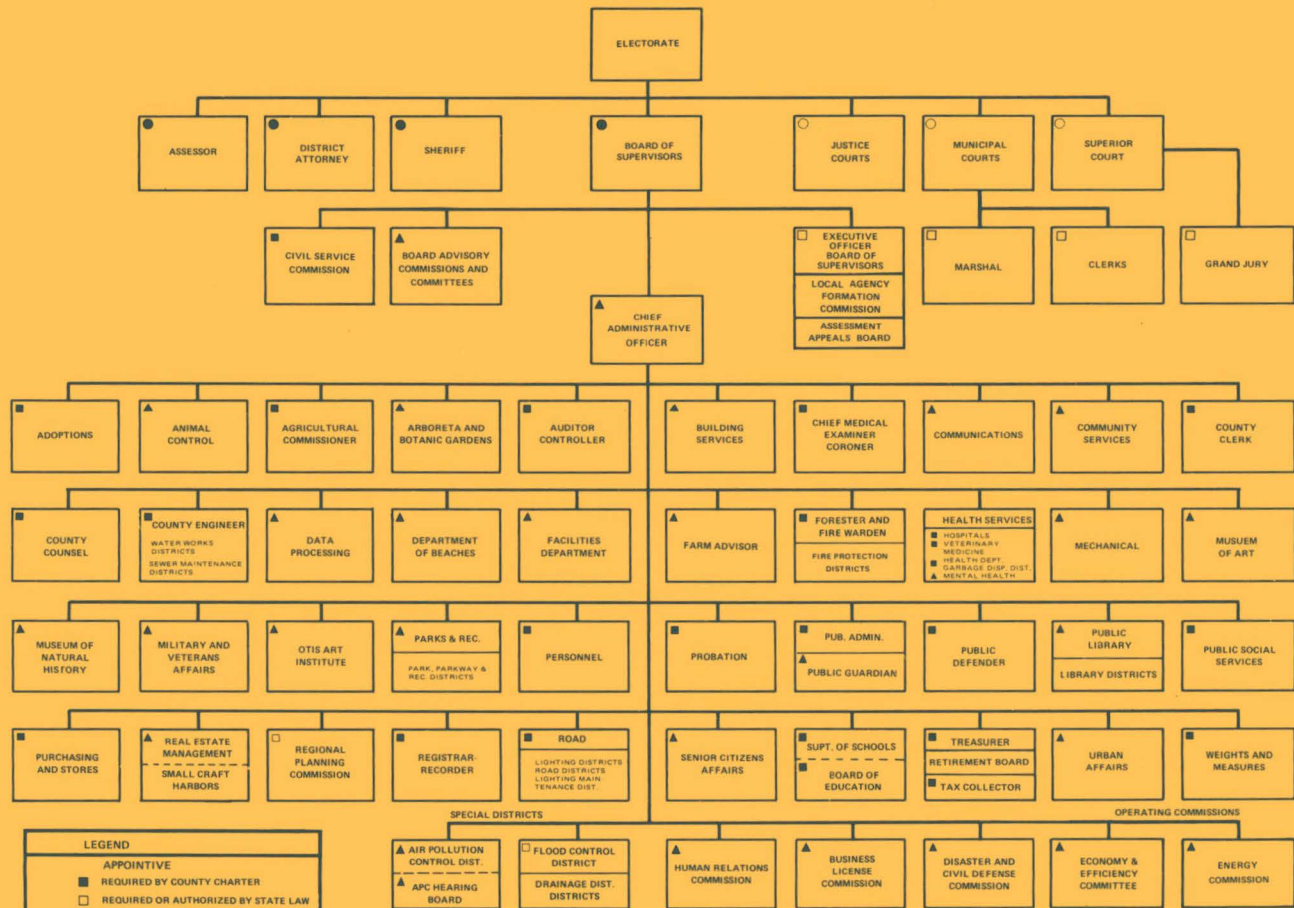 ELECTORATE
ASSESSOR
DISTRICT
ATTORNEY
SHERIFF
BOARD OF
SUPERVISORS
JUSTICE
COURTS
MUNICIPAL
COURTS
SUPERIOR
COURT
CIVIL SERVICE
COMMISSION
BOARD ADVISORY
COMMISSIONS AND
COMMITTEES
EXECUTIVE
OFFICER
BOARD OF
SUPERVISORS
LOCAL AGENCY
FORMATION
COMMISSION
ASSESSMENT
APPEALS BOARD
MARSHAL
CLERKS
GRAND JURY
CHIEF
ADMINISTRATIVE
OFFICER
ADOPTIONS
ANIMAL
CONTROL
AGRICULTURAL
COMMISSIONER
ARBORETA AND
BOTANIC GARDENS
AUDITOR
CONTROLLER
BUILDING
SERVICES
CHIEF MEDICAL
EXAMINER
CORONER
COMMUNICATIONS
COMMUNITY
SERVICES
COUNTY
CLERK
COUNTY
COUNSEL
COUNTY ENGINEER
WATER WORKS
DISTRICTS
SEWER MAINTENANCE
DISTRICTS
DATA
PROCESSING
DEPARTMENT
OF BEACHES
FACILITIES
DEPARTMENT
FARM ADVISOR
FORESTER AND
FIRE WARDEN
FIRE PROTECTION
DISTRICTS
HEALTH SERVICES
HOSPITALS
VETERINARY
MEDICINE
HEALTH DEPT.
GARBAGE DISP. DIST.
MENTAL HEALTH
MECHANICAL
MUSUEM
OF ART
MUSEUM OF
NATURAL
HISTORY
MILITARY AND
VETERANS
AFFAIRS
OTIS ART
INSTITUTE
PARKS & REC.
PARK, PARKWAY &
REC. DISTRICTS
PERSONNEL
PROBATION
PUB. ADMIN.
PUBLIC GUARDIAN
PUBLIC
DEFENDER
PUBLIC
LIBRARY
LIBRARY DISTRICTS
PUBLIC SOCIAL
SERVICES
PURCHASING
AND STORES
REAL ESTATE
MANAGEMENT
SMALL CRAFT
HARBORS
REGIONAL
PLANNING
COMMISSION
REGISTRAR-
RECORDER
ROAD
LIGHTING DISTRICTS
ROAD DISTRICTS
LIGHTING MAIN
TENANCE DIST.
SENIOR CITIZENS
AFFAIRS
SUPT. OF SCHOOLS
BOARD OF
EDUCATION
TREASURER
RETIREMENT BOARD
TAX COLLECTOR
URBAN
AFFAIRS
WEIGHTS AND
MEASURES
SPECIAL DISTRICTS
OPERATING COMMISSIONS
AIR POLLUTION
CONTROL DIST.
APC HEARING
BOARD
FLOOD CONTROL
DISTRICT
DRAINAGE DIST.
DISTRICTS
HUMAN RELATIONS
COMMISSION
BUSINESS
LICENSE
COMMISSION
DISASTER AND
CIVIL DEFENSE
COMMISSION
ECONOMY &
EFFICIENCY
COMMITTEE
ENERGY
COMMISSION
LEGEND
APPOINTIVE
REQUIRED BY COUNTY CHARTER
REQUIRED OR AUTHORIZED BY STATE LAW